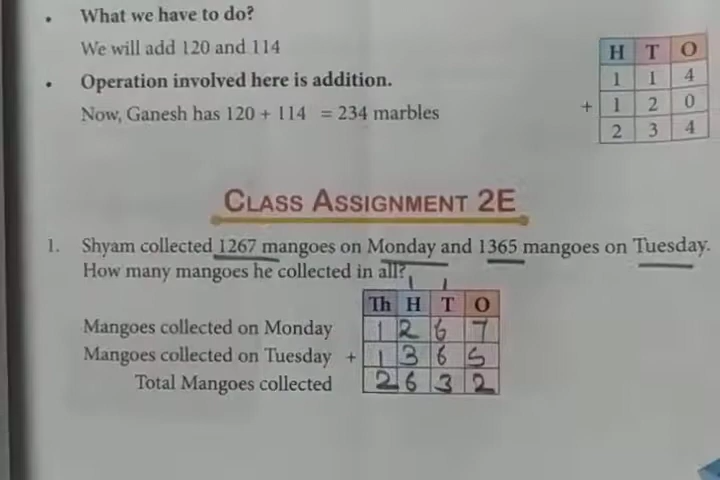 • What we have to do?
We will add 120 and 114
• Operation involved here is addition.
Now, Ganesh has 120 + 114 = 234 marbles
H T O
1 1 4
+ 1 2 0
2 3 4
CLASS ASSIGNMENT 2E
1. Shyam collected 1267 mangoes on Monday and 1365 mangoes on Tuesday.
How many mangoes he collected in all?
1 1
Th H T O
Mangoes collected on Monday 1 2 6 7
Mangoes collected on Tuesday + 1 3 6 5
Total Mangoes collected 2 6 3 2